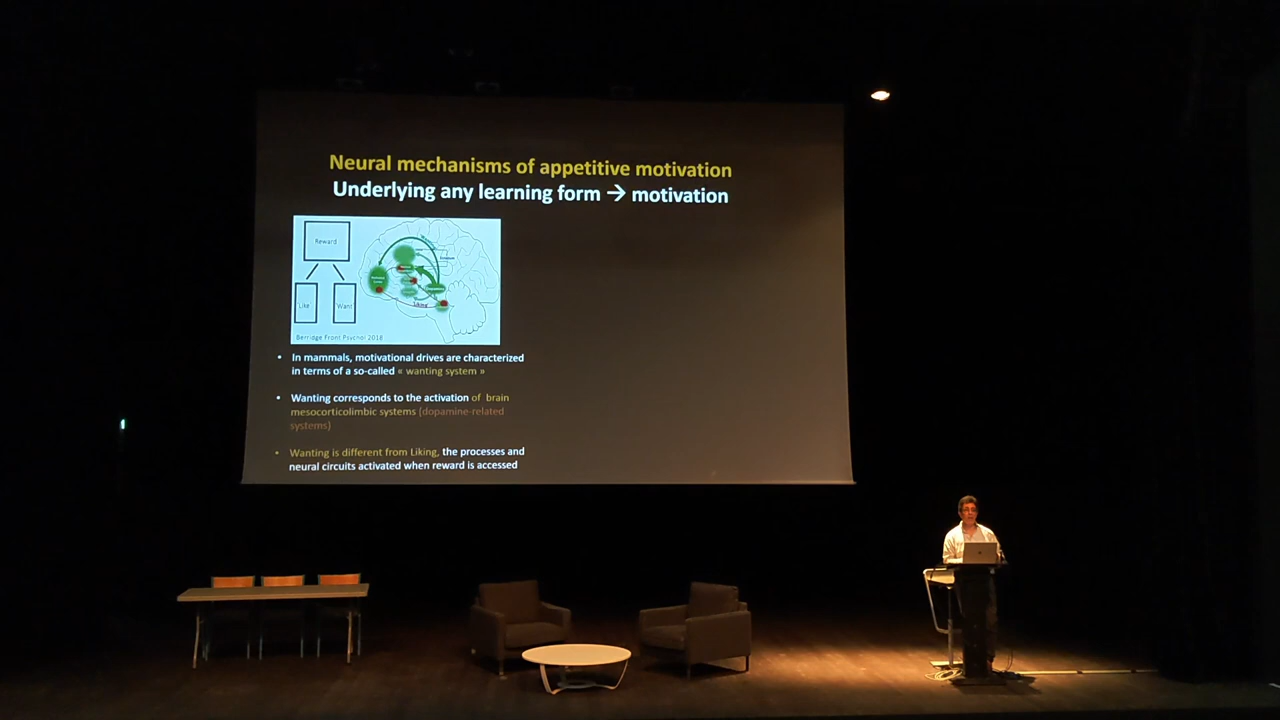 Neural mechanisms of appetitive motivation
Underlying any learning form → motivation
Reward
Like
Want
'Liking'
Berridge Front Psychol 2018
• In mammals, motivational drives are characterized
in terms of a so-called « wanting system »
• Wanting corresponds to the activation of brain
mesocorticolimbic systems (dopamine-related
systems)
• Wanting is different from Liking, the processes and
neural circuits activated when reward is accessed